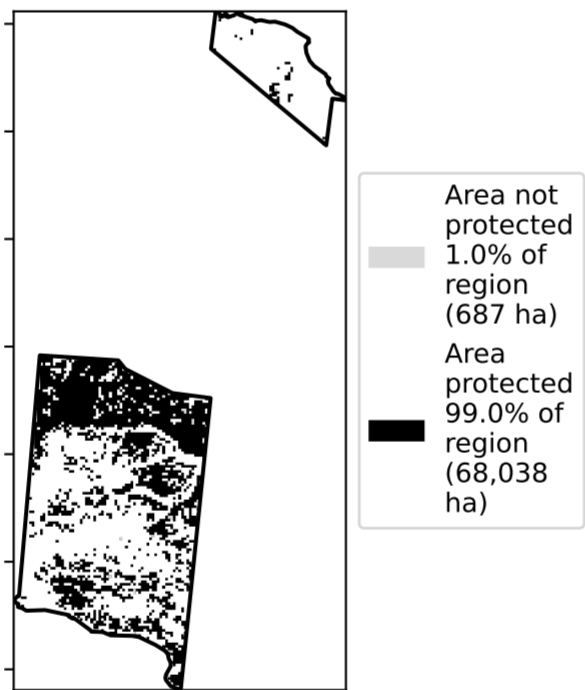 Area not
protected
1.0% of
region
(687 ha)
Area
protected
99.0% of
region
(68,038
ha)